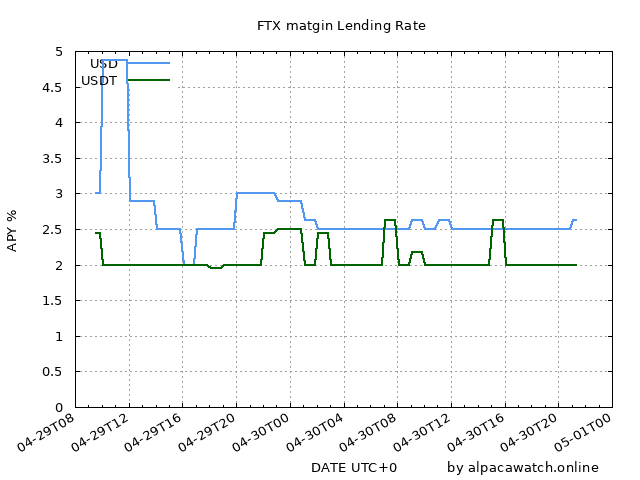 FTX matgin Lending Rate
USD
USDT
5
4.5
4
3.5
3
2.5
2
1.5
1
0.5
0
APY %
04-29T08
04-29T12
04-29T16
04-29T20
04-30T00
04-30T04
04-30T08
04-30T12
04-30T16
04-30T20
05-01T00
DATE UTC+0
by alpacawatch.online